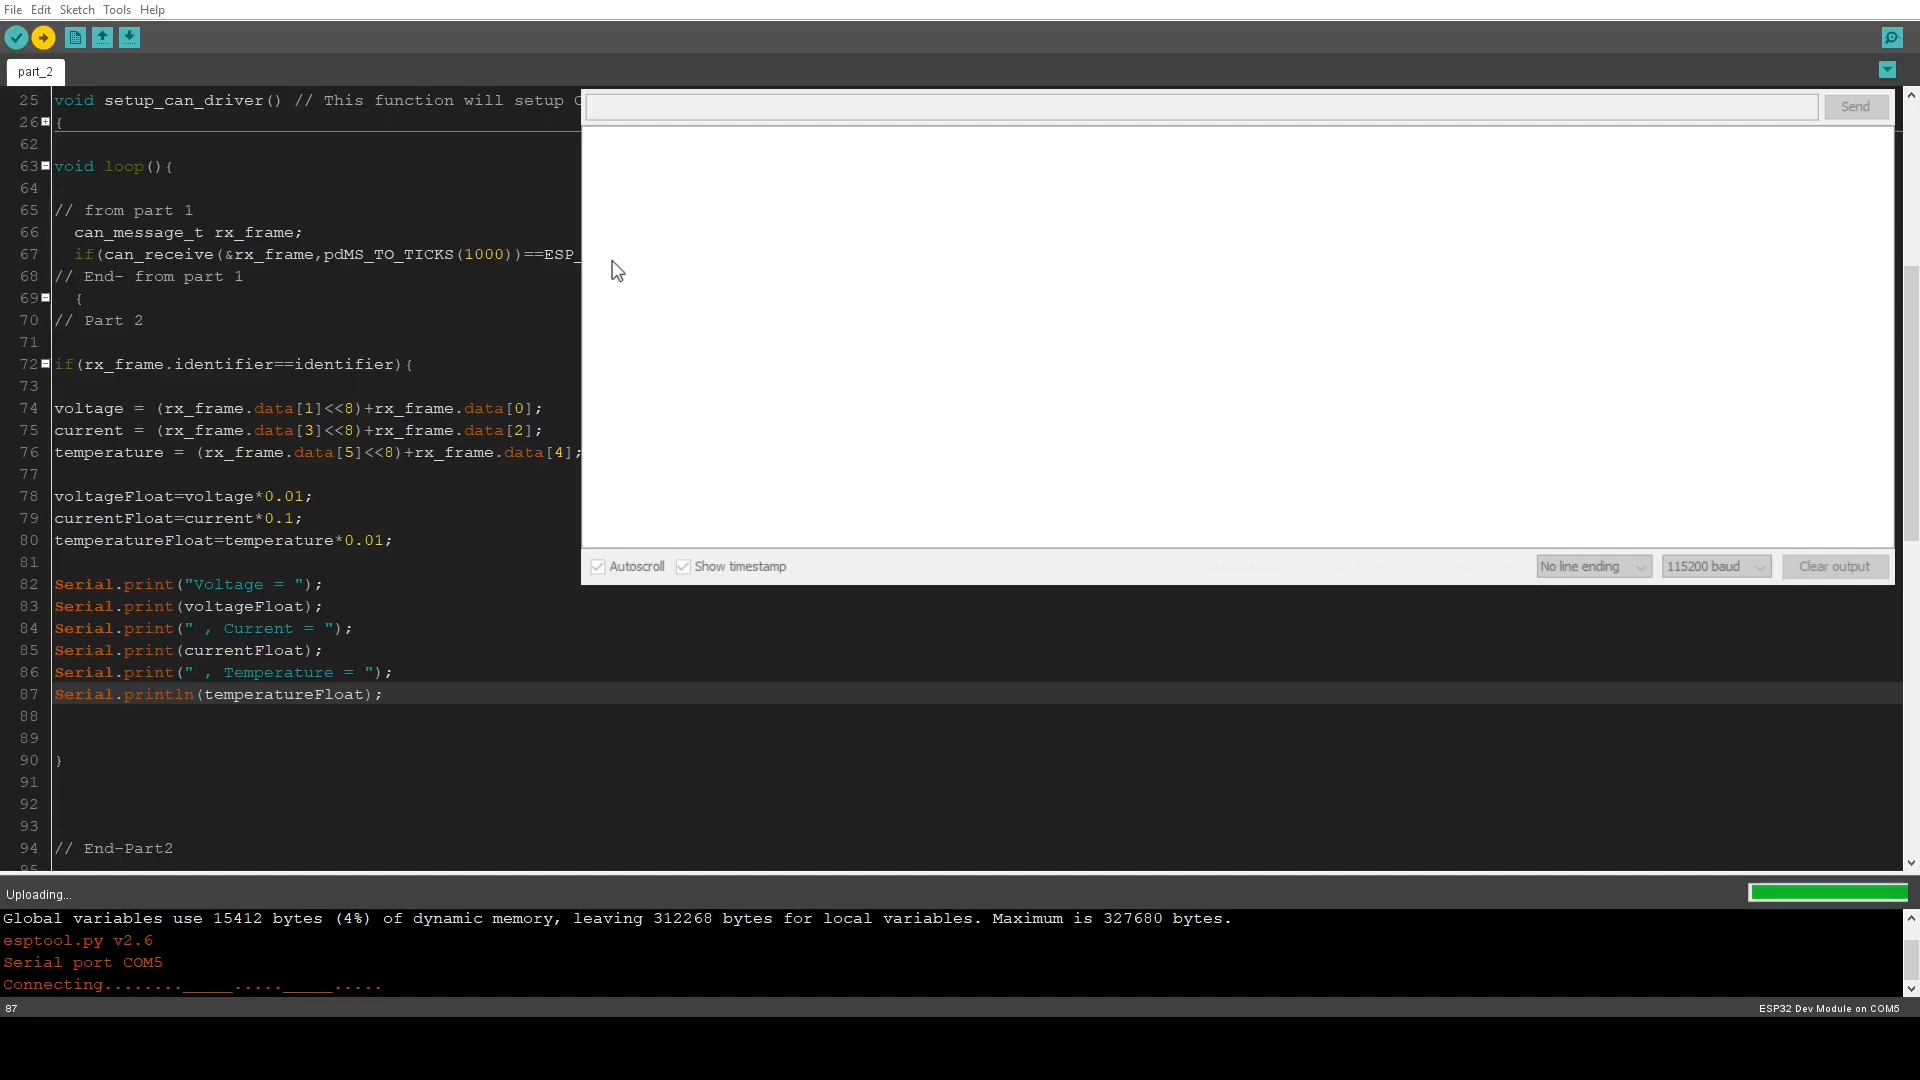 File Edit Sketch Tools Help
part_2
25 void setup_can_driver() // This function will setup
26 {
62
63 void loop(){
64
65 // from part 1
66 can_message_t rx_frame;
67 if(can_receive(&rx_frame,pdMS_TO_TICKS(1000))==ESP_
68 // End- from part 1
69 {
70 // Part 2
71
72 if(rx_frame.identifier==identifier){
73
74 voltage = (rx_frame.data[1]<<8)+rx_frame.data[0];
75 current = (rx_frame.data[3]<<8)+rx_frame.data[2];
76 temperature = (rx_frame.data[5]<<8)+rx_frame.data[4];
77
78 voltageFloat=voltage*0.01;
79 currentFloat=current*0.1;
80 temperatureFloat=temperature*0.01;
81
82 Serial.print("Voltage = ");
83 Serial.print(voltageFloat);
84 Serial.print(" , Current = ");
85 Serial.print(currentFloat);
86 Serial.print(" , Temperature = ");
87 Serial.println(temperatureFloat);
88
89
90 }
91
92
93
94 // End-Part2
95
Send
Autoscroll Show timestamp No line ending 115200 baud Clear output
Uploading...
Global variables use 15412 bytes (4%) of dynamic memory, leaving 312268 bytes for local variables. Maximum is 327680 bytes.
esptool.py v2.6
Serial port COM5
Connecting........_____....._____.....
87 ESP32 Dev Module on COM5